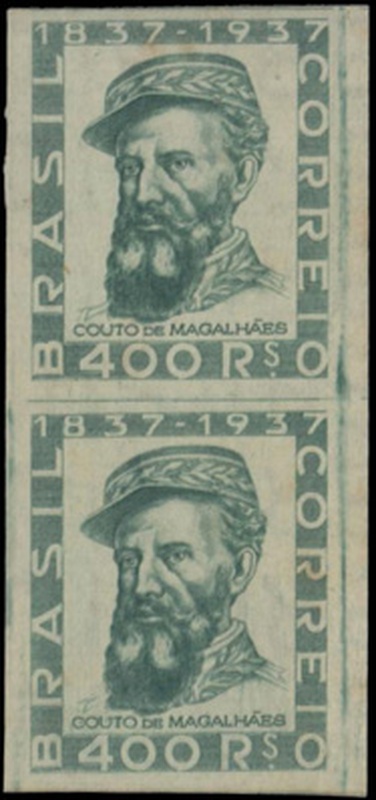 1837-1937
BRASIL
CORREIO
COUTO DE MAGALHÃES
400 RS.
1837-1937
BRASIL
CORREIO
COUTO DE MAGALHÃES
400 RS.